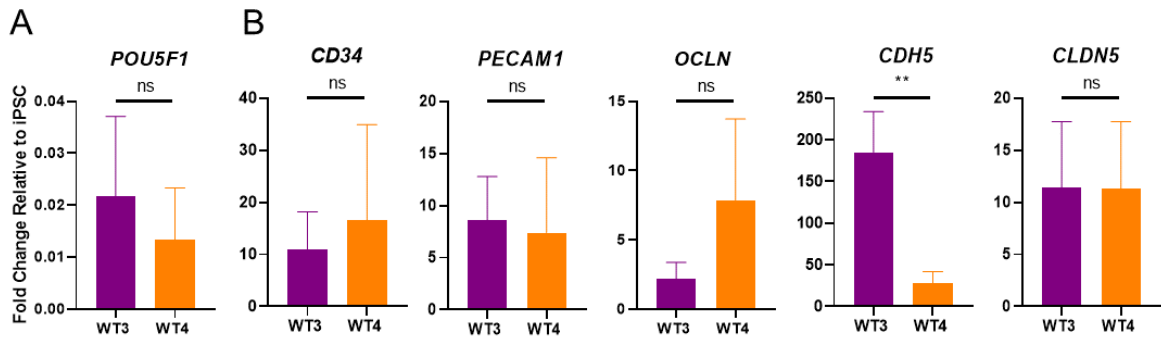 A
B
POU5F1
CD34
PECAM1
OCLN
CDH5
CLDN5
ns
ns
ns
ns
**
ns
Fold Change Relative to iPSC
0.04
0.03
0.02
0.01
0.00
WT3 WT4
40
30
20
10
0
WT3 WT4
20
15
10
5
0
WT3 WT4
15
10
5
0
WT3 WT4
250
200
150
100
50
0
WT3 WT4
20
15
10
5
0
WT3 WT4